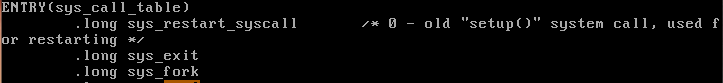 ENTRY(sys_call_table)
        .long sys_restart_syscall       /* 0 - old "setup()" system call, used f
or restarting */
        .long sys_exit
        .long sys_fork